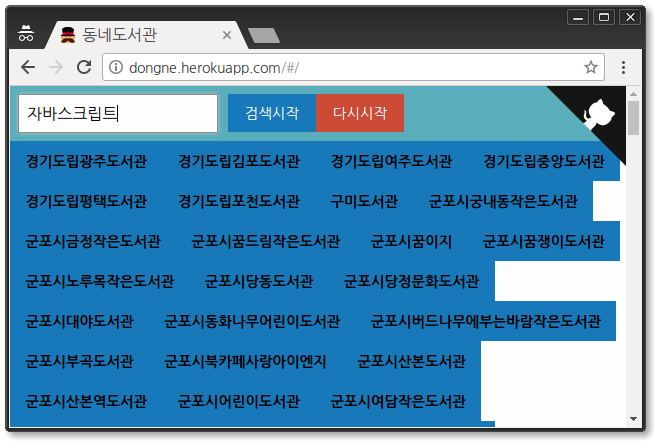 동네도서관
dongne.herokuapp.com/#/
자바스크립트 검색시작 다시시작
경기도립광주도서관 경기도립김포도서관 경기도립여주도서관 경기도립중앙도서관
경기도립평택도서관 경기도립포천도서관 구미도서관 군포시궁내동작은도서관
군포시금정작은도서관 군포시꿈드림작은도서관 군포시꿈이지 군포시꿈쟁이도서관
군포시노루목작은도서관 군포시당동도서관 군포시당정문화도서관
군포시대야도서관 군포시동화나무어린이도서관 군포시버드나무에부는바람작은도서관
군포시부곡도서관 군포시북카페사랑아이엔지 군포시산본도서관
군포시산본역도서관 군포시어린이도서관 군포시여담작은도서관